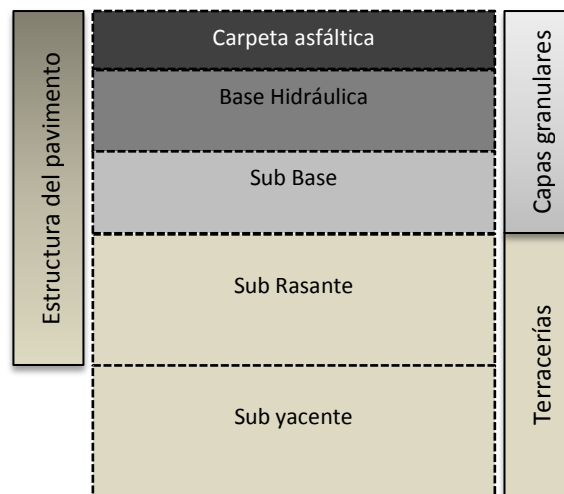 Estructura del pavimento
Carpeta asfáltica
Base Hidráulica
Sub Base
Sub Rasante
Sub yacente
Capas granulares
Terracerías